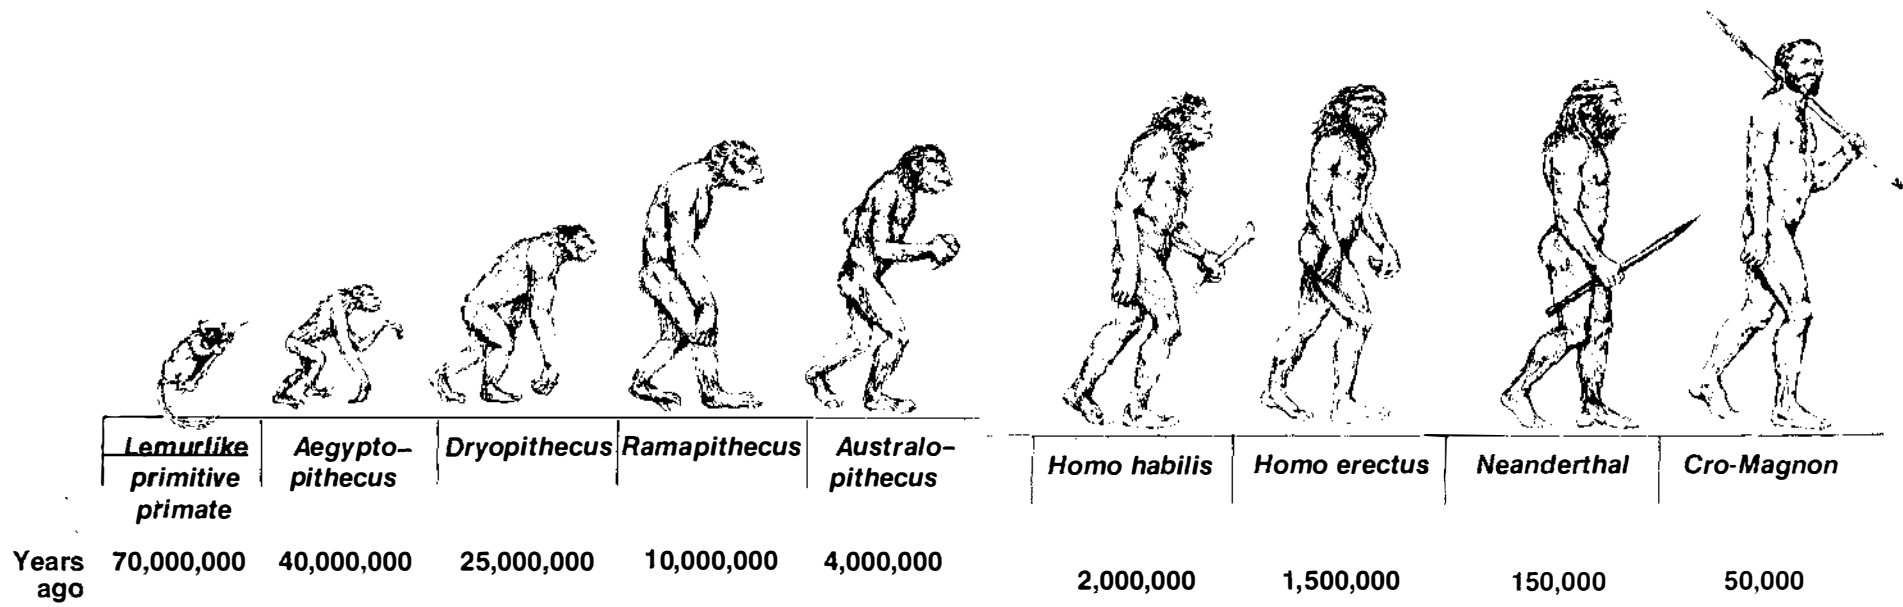 Lemurlike
primitive
primate
Aegypto–
pithecus
Dryopithecus
Ramapithecus
Australo–
pithecus
Homo habilis
Homo erectus
Neanderthal
Cro-Magnon
Years
ago
70,000,000
40,000,000
25,000,000
10,000,000
4,000,000
2,000,000
1,500,000
150,000
50,000